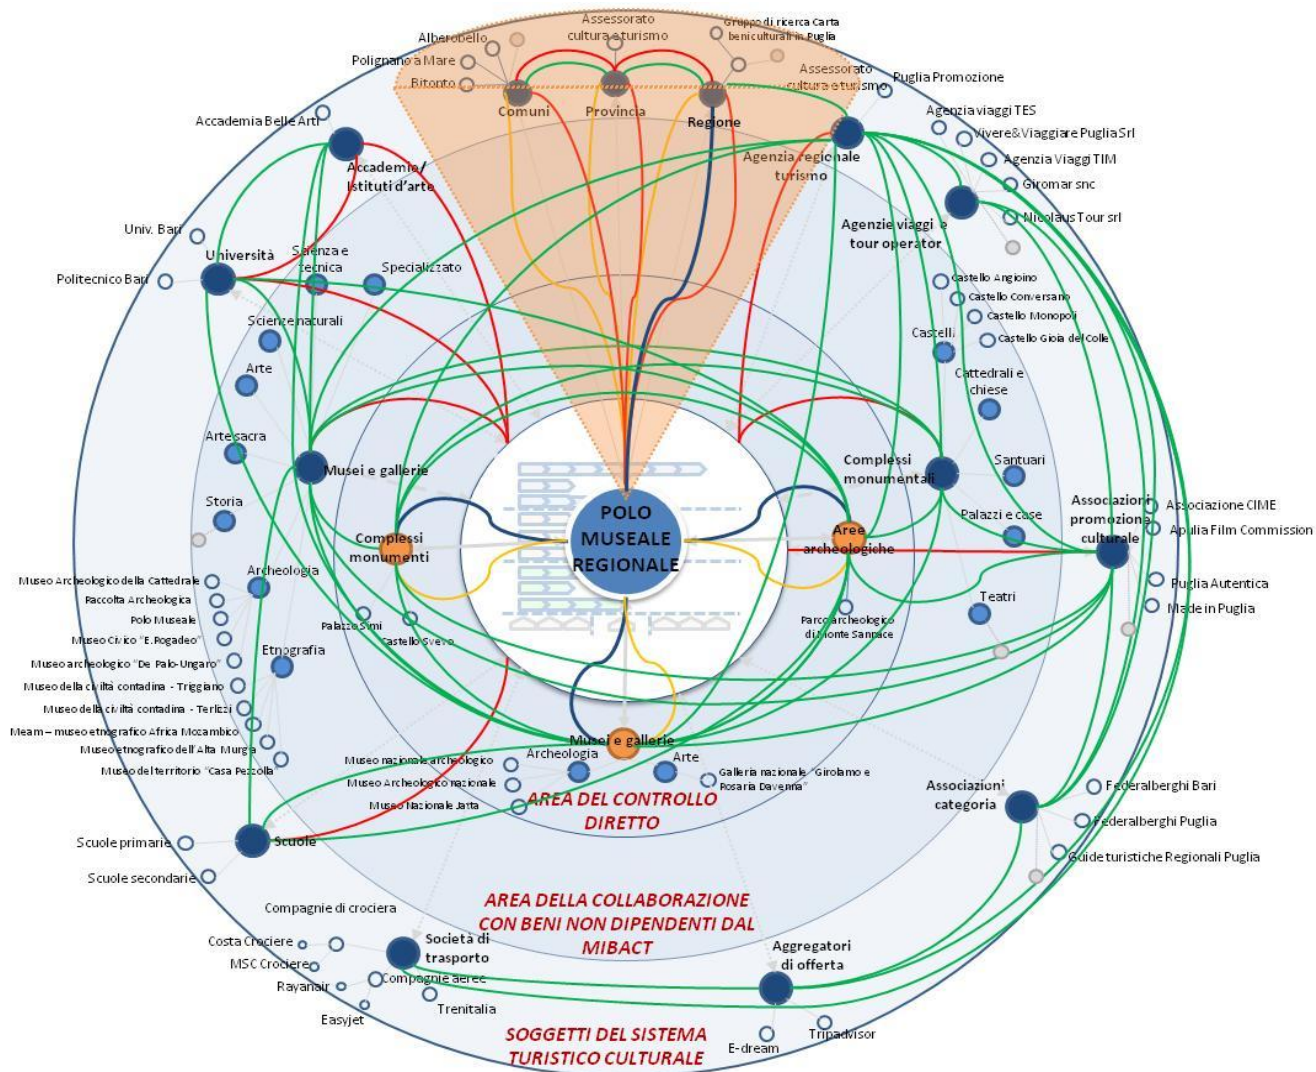 Assessorato
cultura e turismo
Gruppo di ricerca Carta
beni culturali in Puglia
Alberobello
Polignano a Mare
Bitonto
Assessorato
cultura e turismo
Puglia Promozione
Comuni
Provincia
Regione
Agenzia viaggi TES
Vivere&Viaggiare Puglia Srl
Agenzia Viaggi TIM
Giromar snc
Nicolaus Tour srl
Accademia Belle Arti
Accademie/
Istituti d'arte
Agenzia regionale
turismo
Agenzie viaggi e
tour operator
Univ. Bari
Politecnico Bari
Università
Scienza e
tecnica
Specializzato
Scienze naturali
Arte
Arte sacra
Storia
Musei e gallerie
Castello Angioino
Castello Conversano
Castello Monopoli
Castello Gioia del Colle
Castelli
Cattedrali e
chiese
Santuari
Palazzi e case
Teatri
Complessi
monumentali
Associazioni
promozione
culturale
Associazione CIME
Apulia Film Commission
Puglia Autentica
Made in Puglia
POLO
MUSEALE
REGIONALE
Complessi
monumenti
Aree
archeologiche
Palazzo Simi
Castello Svevo
Parco archeologico
di Monte Sannace
Archeologia
Museo Archeologico della Cattedrale
Raccolta Archeologica
Polo Museale
Museo Civico "E.Rogadeo"
Museo archeologico "De Palo-Ungaro"
Etnografia
Museo della civiltà contadina - Triggiano
Museo della civiltà contadina - Terlizzi
Meam – museo etnografico Africa Mozambico
Museo etnografico dell'Alta Murgia
Museo del territorio "Casa Pezzolla"
Musei e gallerie
Archeologia
Arte
Museo nazionale archeologico
Museo Archeologico nazionale
Museo Nazionale Jatta
Galleria nazionale "Girolamo e
Rosaria Davenna"
AREA DEL CONTROLLO
DIRETTO
Associazioni
categoria
Federalberghi Bari
Federalberghi Puglia
Guide turistiche Regionali Puglia
Scuole
Scuole primarie
Scuole secondarie
AREA DELLA COLLABORAZIONE
CON BENI NON DIPENDENTI DAL
MIBACT
Compagnie di crociera
Costa Crociere
MSC Crociere
Società di
trasporto
Rayanair
Easyjet
Compagnie aeree
Trenitalia
Aggregatori
di offerta
E-dream
Tripadvisor
SOGGETTI DEL SISTEMA
TURISTICO CULTURALE